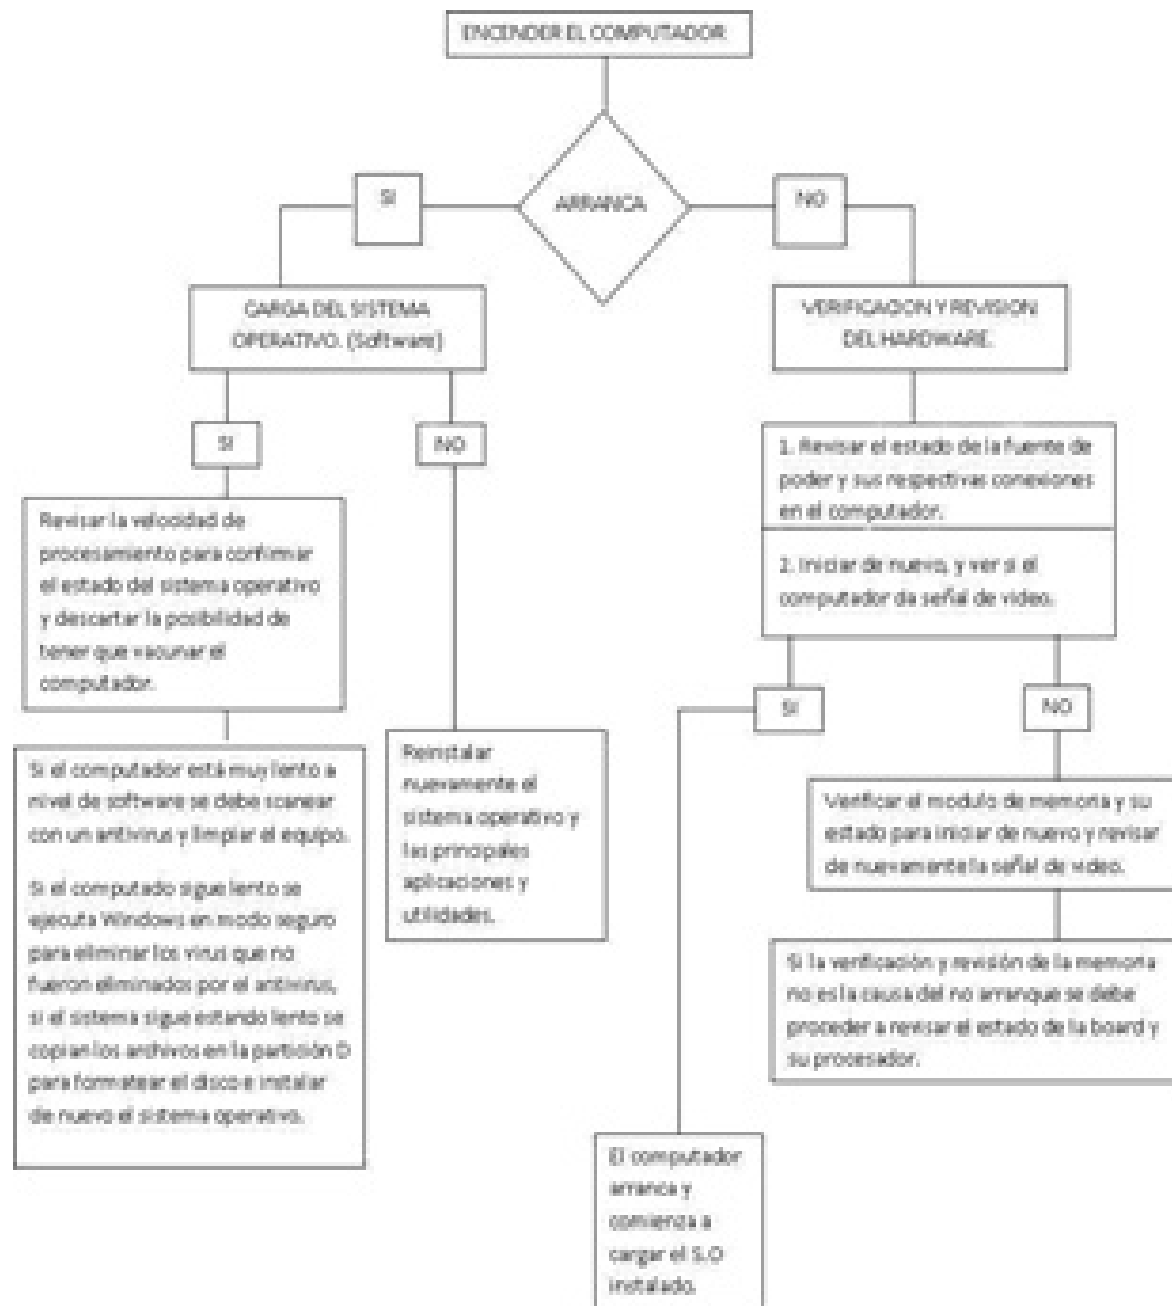 ENCENDER EL COMPUTADOR
ARRANCA
SI
NO
CARGA DEL SISTEMA
OPERATIVO. (Software)
VERIFICACION Y REVISION
DEL HARDWARE.
SI
NO
1. Revisar el estado de la fuente de
poder y sus respectivas conexiones
en el computador.
2. Iniciar de nuevo, y ver si el
computador da señal de video.
Revisar la velocidad de
procesamiento para confirmar
el estado del sistema operativo
y descartar la posibilidad de
tener que vacunar el
computador.
SI
NO
Si el computador está muy lento a
nivel de software se debe scanear
con un antivirus y limpiar el equipo.
Si el computado sigue lento se
ejecuta Windows en modo seguro
para eliminar los virus que no
fueron eliminados por el antivirus,
si el sistema sigue estando lento se
copian los archivos en la partición D
para formatear el disco e instalar
de nuevo el sistema operativo.
Reinstalar
nuevamente el
sistema operativo y
las principales
aplicaciones y
utilidades.
Verificar el modulo de memoria y su
estado para iniciar de nuevo y revisar
de nuevamente la señal de video.
Si la verificación y revisión de la memoria
no es la causa del no arranque se debe
proceder a revisar el estado de la board y
su procesador.
El computador
arranca y
comienza a
cargar el S.O
instalado.